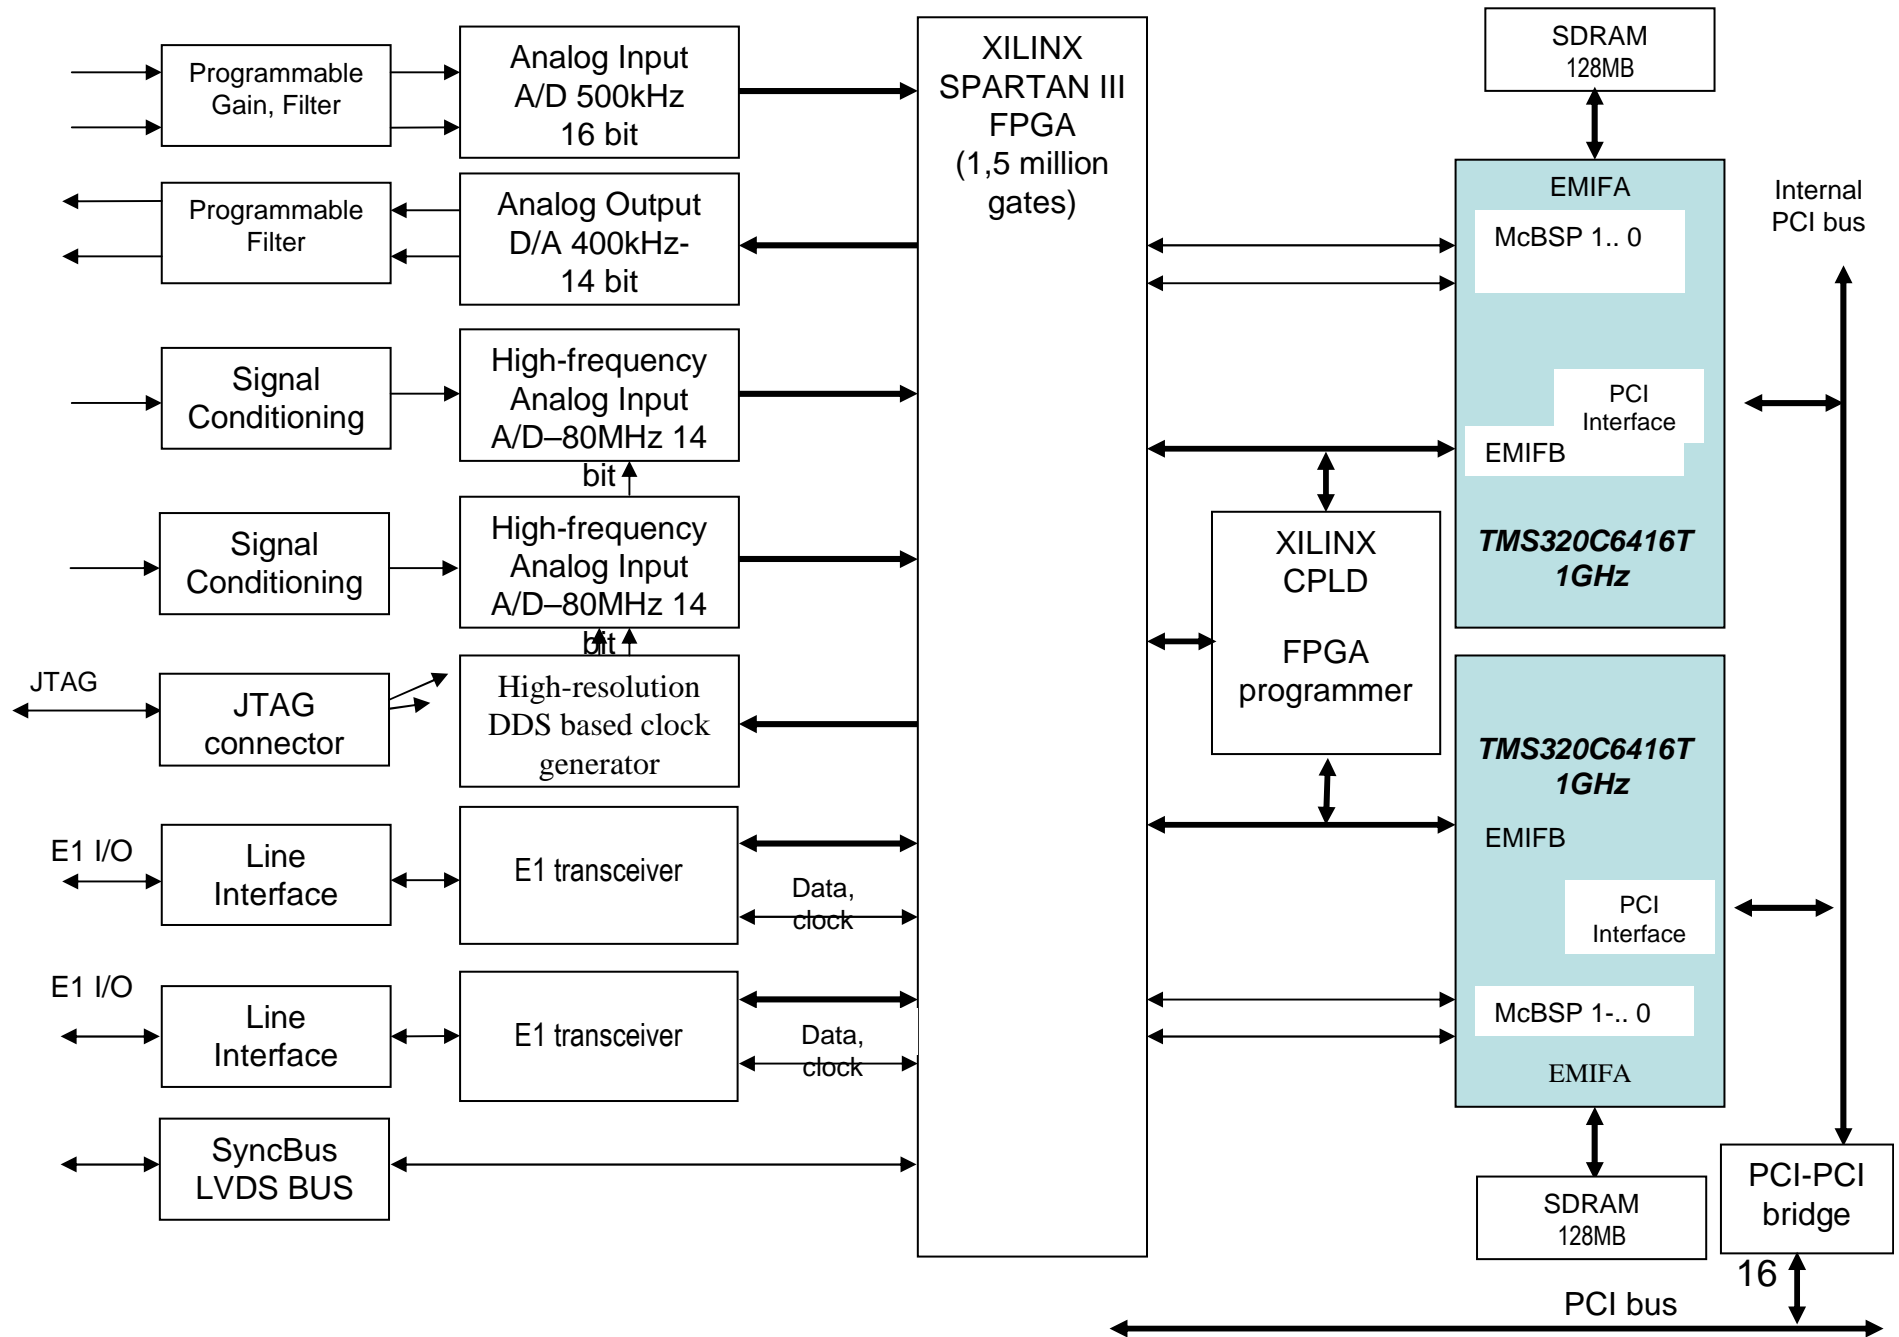 Programmable
Gain, Filter
Analog Input
A/D 500kHz
16 bit
XILINX
SPARTAN III
FPGA
(1,5 million
gates)
SDRAM
128MB
Programmable
Filter
Analog Output
D/A 400kHz-
14 bit
EMIFA
McBSP 1.. 0
Internal
PCI bus
Signal
Conditioning
High-frequency
Analog Input
A/D–80MHz 14
bit
PCI
Interface
EMIFB
TMS320C6416T
1GHz
Signal
Conditioning
High-frequency
Analog Input
A/D–80MHz 14
bit
XILINX
CPLD
FPGA
programmer
JTAG
JTAG
connector
High-resolution
DDS based clock
generator
TMS320C6416T
1GHz
EMIFB
PCI
Interface
McBSP 1-.. 0
EMIFA
E1 I/O
Line
Interface
E1 transceiver
Data,
clock
E1 I/O
Line
Interface
E1 transceiver
Data,
clock
SyncBus
LVDS BUS
SDRAM
128MB
PCI-PCI
bridge
16
PCI bus